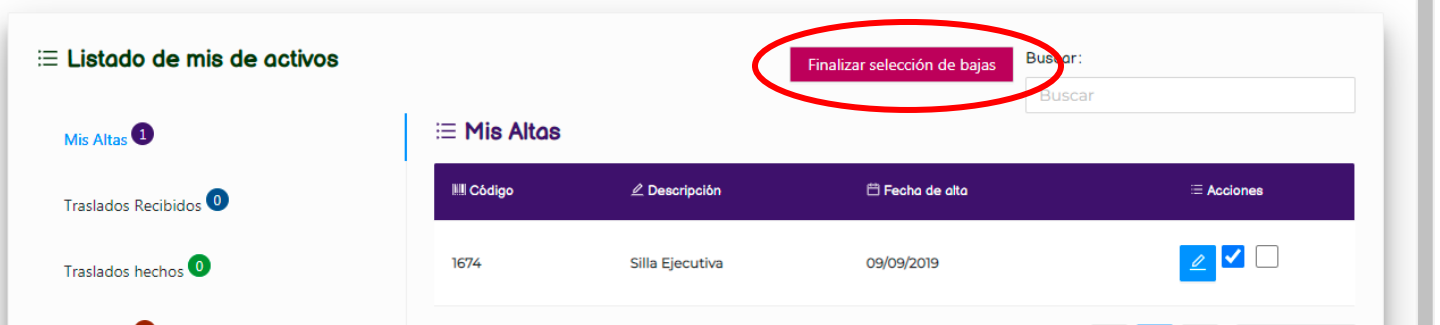 Listado de mis de activos
Finalizar selección de bajas
Buscar:
Buscar
Mis Altas 1
Traslados Recibidos 0
Traslados hechos 0
Mis Altas
Código Descripción Fecha de alta Acciones
1674 Silla Ejecutiva 09/09/2019